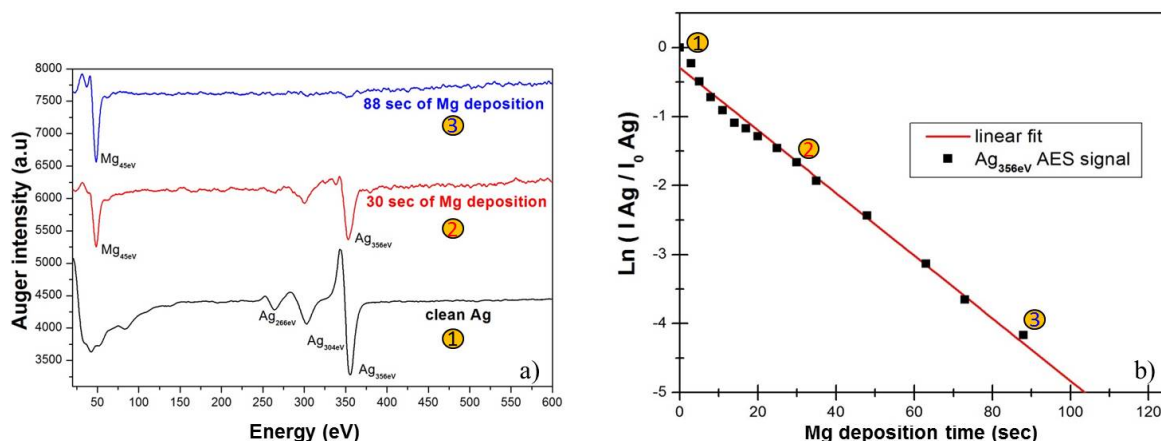 8000
7500
7000
6500
6000
5500
5000
4500
4000
3500
Auger intensity (a.u)
88 sec of Mg deposition
3
Mg45eV
30 sec of Mg deposition
2
Mg45eV
Ag356eV
clean Ag
1
Ag266eV
Ag304eV
Ag356eV
a)
50 100 150 200 250 300 350 400 450 500 550 600
Energy (eV)
b)
0
-1
-2
-3
-4
-5
Ln ( I Ag / I0 Ag)
1
2
3
linear fit
Ag356eV AES signal
b)
0 20 40 60 80 100 120
Mg deposition time (sec)